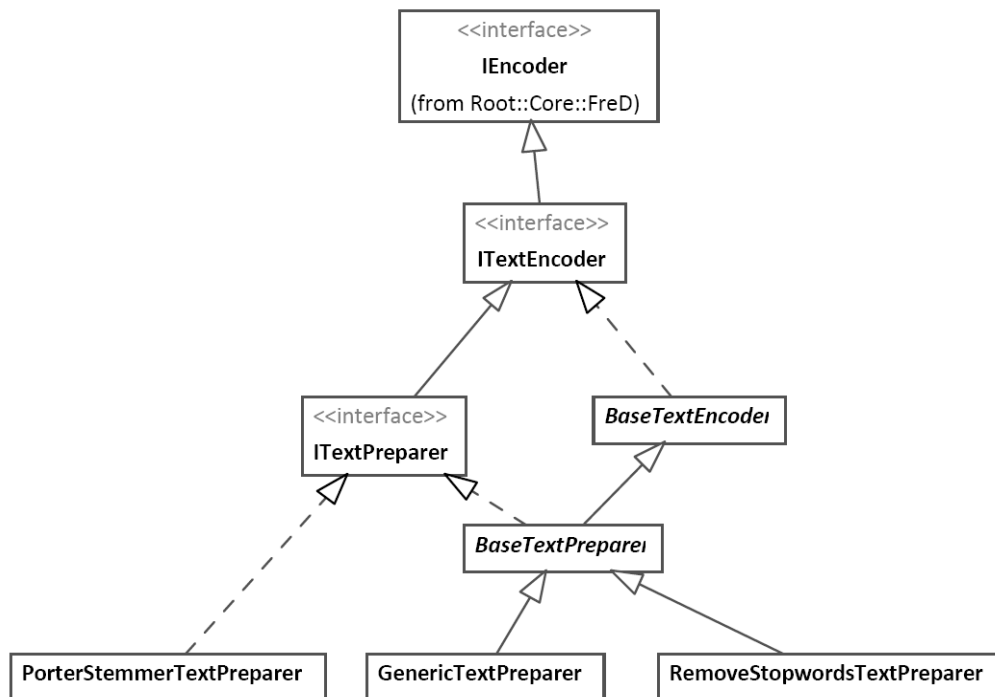 <<interface>>
IEncoder
(from Root::Core::FreD)
<<interface>>
ITextEncoder
<<interface>>
ITextPreparer
BaseTextEncoder
BaseTextPreparer
PorterStemmerTextPreparer
GenericTextPreparer
RemoveStopwordsTextPreparer